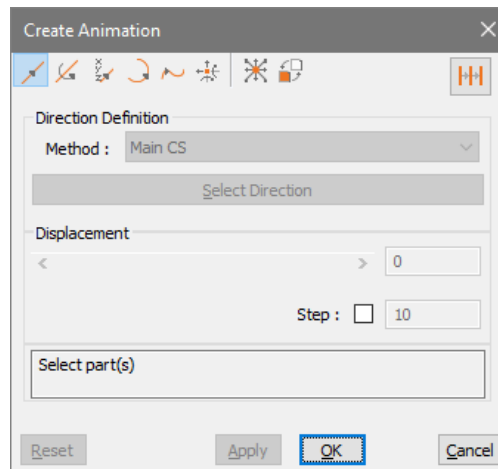 Create Animation
Direction Definition
Method : Main CS
Select Direction
Displacement
0
Step : 10
Select part(s)
Reset Apply OK Cancel